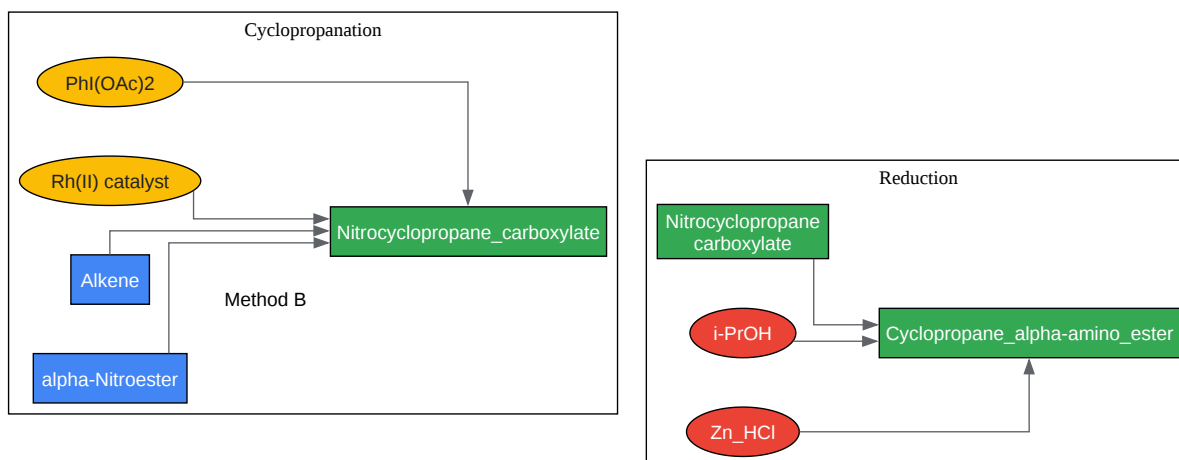 Cyclopropanation
PhI(OAc)2
Rh(II) catalyst
Nitrocyclopropane_carboxylate
Alkene
Method B
alpha-Nitroester
Reduction
Nitrocyclopropane
carboxylate
i-PrOH
Cyclopropane_alpha-amino_ester
Zn_HCl